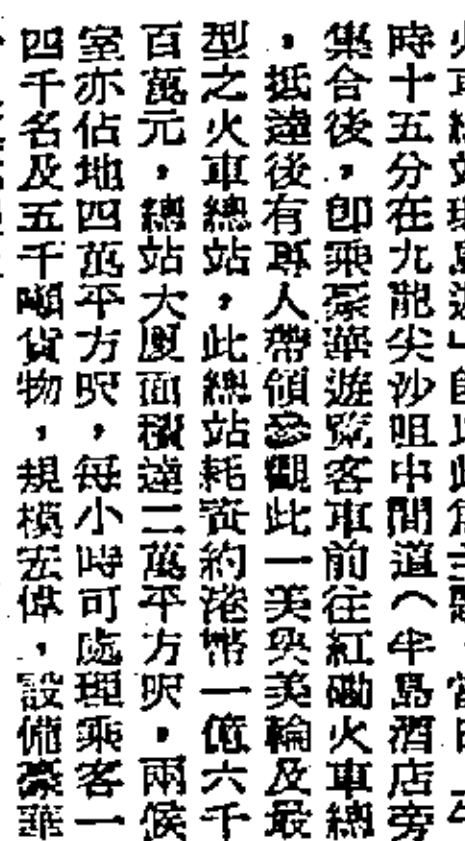 時十五分在九龍尖沙咀中間道（半島酒店旁
集合後，卽乘豪華遊覽客車前往紅磡火車總
，抵達後有專人帶領參觀此一美奐美輪及最
型之火車總站，此總站耗資約港幣一億六千
百萬元，總站大廈面積達二萬平方呎，兩候
室亦佔地四萬平方呎，每小時可處理乘客一
四千名及五千噸貨物，規模宏偉，設備豪華